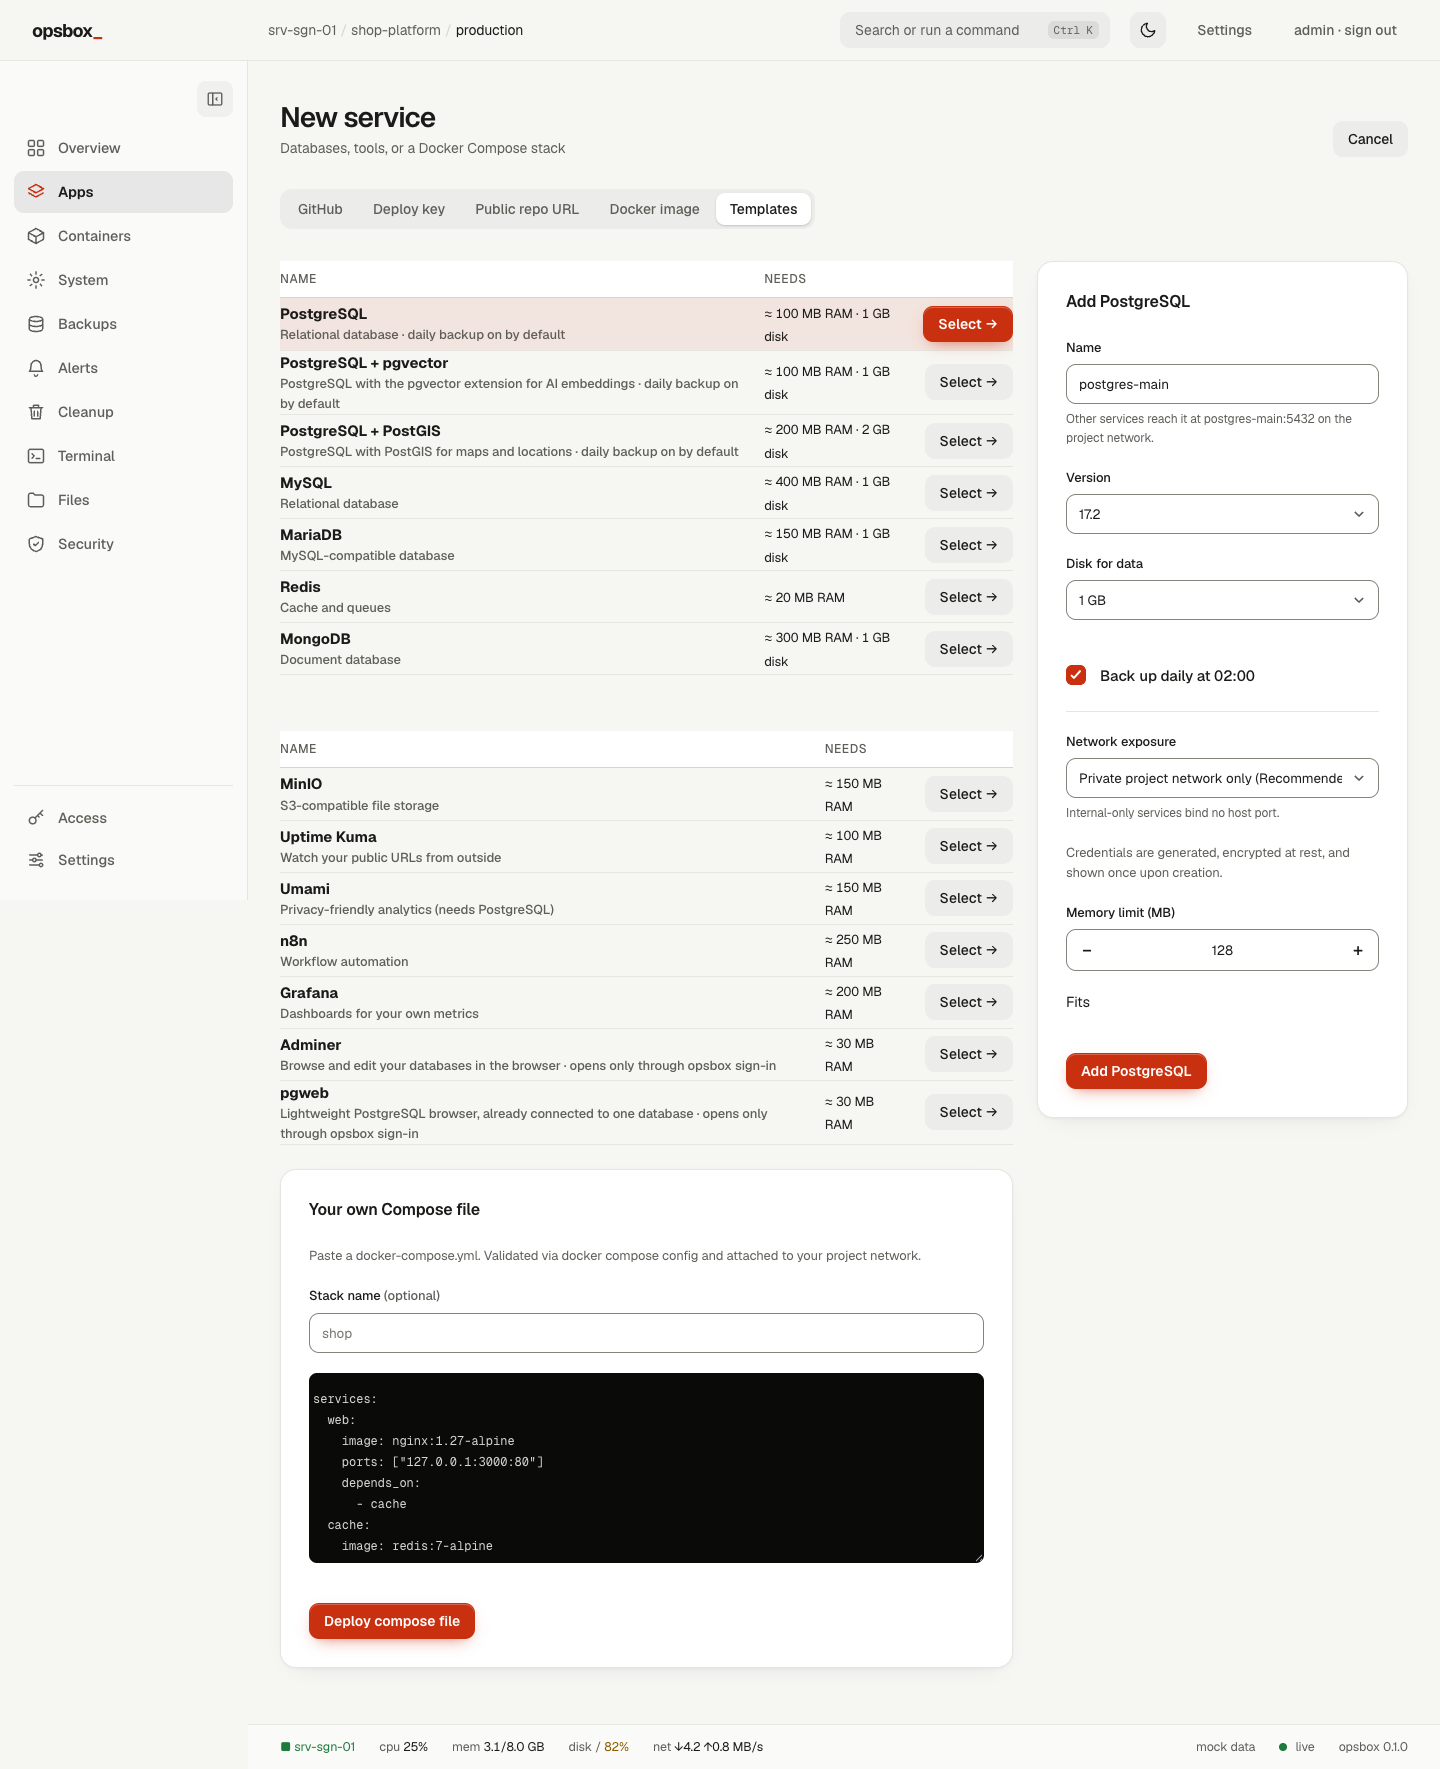 opsbox_
srv-sgn-01 / shop-platform / production
Search or run a command Ctrl K
Settings
admin · sign out
Overview
Apps
Containers
System
Backups
Alerts
Cleanup
Terminal
Files
Security
Access
Settings
New service
Databases, tools, or a Docker Compose stack
Cancel
GitHub Deploy key Public repo URL Docker image Templates
NAME NEEDS
PostgreSQL
Relational database · daily backup on by default
≈ 100 MB RAM · 1 GB
disk
Select →
PostgreSQL + pgvector
PostgreSQL with the pgvector extension for AI embeddings · daily backup on
by default
≈ 100 MB RAM · 1 GB
disk
Select →
PostgreSQL + PostGIS
PostgreSQL with PostGIS for maps and locations · daily backup on by default
≈ 200 MB RAM · 2 GB
disk
Select →
MySQL
Relational database
≈ 400 MB RAM · 1 GB
disk
Select →
MariaDB
MySQL-compatible database
≈ 150 MB RAM · 1 GB
disk
Select →
Redis
Cache and queues
≈ 20 MB RAM
Select →
MongoDB
Document database
≈ 300 MB RAM · 1 GB
disk
Select →
NAME NEEDS
MinIO
S3-compatible file storage
≈ 150 MB
RAM
Select →
Uptime Kuma
Watch your public URLs from outside
≈ 100 MB
RAM
Select →
Umami
Privacy-friendly analytics (needs PostgreSQL)
≈ 150 MB
RAM
Select →
n8n
Workflow automation
≈ 250 MB
RAM
Select →
Grafana
Dashboards for your own metrics
≈ 200 MB
RAM
Select →
Adminer
Browse and edit your databases in the browser · opens only through opsbox sign-in
≈ 30 MB
RAM
Select →
pgweb
Lightweight PostgreSQL browser, already connected to one database · opens only
through opsbox sign-in
≈ 30 MB
RAM
Select →
Your own Compose file
Paste a docker-compose.yml. Validated via docker compose config and attached to your project network.
Stack name (optional)
shop
services:
  web:
    image: nginx:1.27-alpine
    ports: ["127.0.0.1:3000:80"]
    depends_on:
      - cache
  cache:
    image: redis:7-alpine
Deploy compose file
Add PostgreSQL
Name
postgres-main
Other services reach it at postgres-main:5432 on the
project network.
Version
17.2
Disk for data
1 GB
Back up daily at 02:00
Network exposure
Private project network only (Recommende
Internal-only services bind no host port.
Credentials are generated, encrypted at rest, and
shown once upon creation.
Memory limit (MB)
− 128 +
Fits
Add PostgreSQL
srv-sgn-01 cpu 25% mem 3.1/8.0 GB disk / 82% net ↓4.2 ↑0.8 MB/s
mock data live opsbox 0.1.0